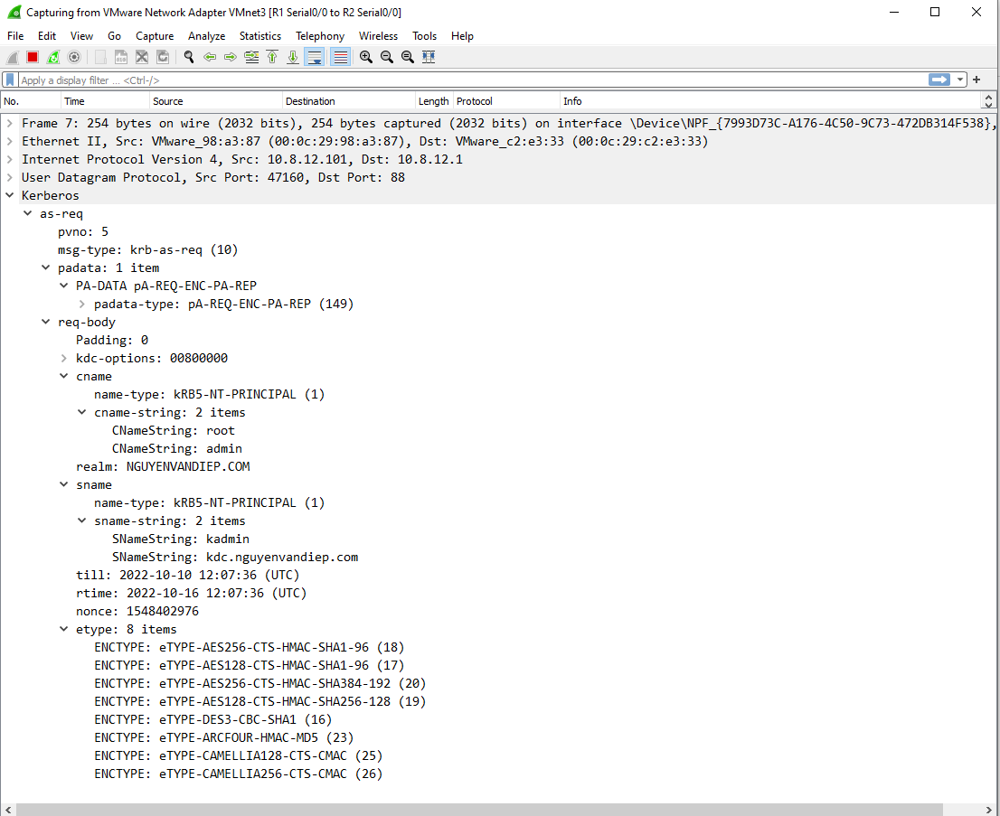 Capturing from VMware Network Adapter VMnet3 [R1 Serial0/0 to R2 Serial0/0]
File Edit View Go Capture Analyze Statistics Telephony Wireless Tools Help
Apply a display filter ... <Ctrl-/>
No. Time Source Destination Length Protocol Info
Frame 7: 254 bytes on wire (2032 bits), 254 bytes captured (2032 bits) on interface \Device\NPF_{7993D73C-A176-4C50-9C73-472DB314F538},
Ethernet II, Src: VMware_98:a3:87 (00:0c:29:98:a3:87), Dst: VMware_c2:e3:33 (00:0c:29:c2:e3:33)
Internet Protocol Version 4, Src: 10.8.12.101, Dst: 10.8.12.1
User Datagram Protocol, Src Port: 47160, Dst Port: 88
Kerberos
as-req
pvno: 5
msg-type: krb-as-req (10)
padata: 1 item
PA-DATA pA-REQ-ENC-PA-REP
padata-type: pA-REQ-ENC-PA-REP (149)
req-body
Padding: 0
kdc-options: 00800000
cname
name-type: kRB5-NT-PRINCIPAL (1)
cname-string: 2 items
CNameString: root
CNameString: admin
realm: NGUYENVANDIEP.COM
sname
name-type: kRB5-NT-PRINCIPAL (1)
sname-string: 2 items
SNameString: kadmin
SNameString: kdc.nguyenvandiep.com
till: 2022-10-10 12:07:36 (UTC)
rtime: 2022-10-16 12:07:36 (UTC)
nonce: 1548402976
etype: 8 items
ENCTYPE: eTYPE-AES256-CTS-HMAC-SHA1-96 (18)
ENCTYPE: eTYPE-AES128-CTS-HMAC-SHA1-96 (17)
ENCTYPE: eTYPE-AES256-CTS-HMAC-SHA384-192 (20)
ENCTYPE: eTYPE-AES128-CTS-HMAC-SHA256-128 (19)
ENCTYPE: eTYPE-DES3-CBC-SHA1 (16)
ENCTYPE: eTYPE-ARCFOUR-HMAC-MD5 (23)
ENCTYPE: eTYPE-CAMELLIA128-CTS-CMAC (25)
ENCTYPE: eTYPE-CAMELLIA256-CTS-CMAC (26)